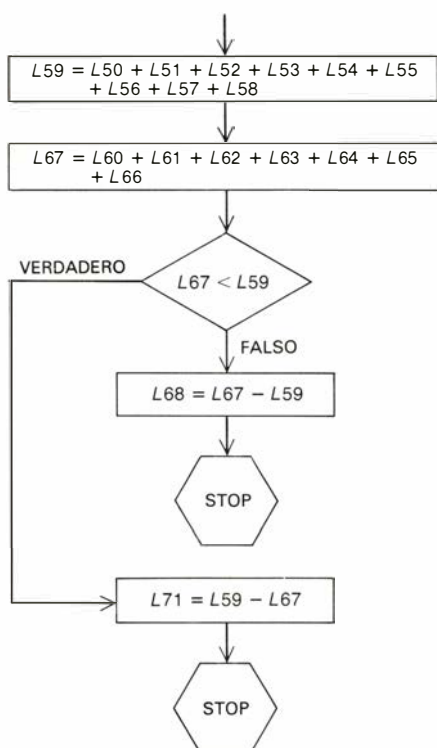 L59 = L50 + L51 + L52 + L53 + L54 + L55
+ L56 + L57 + L58
L67 = L60 + L61 + L62 + L63 + L64 + L65
+ L66
VERDADERO
L67 < L59
FALSO
L68 = L67 − L59
STOP
L71 = L59 − L67
STOP